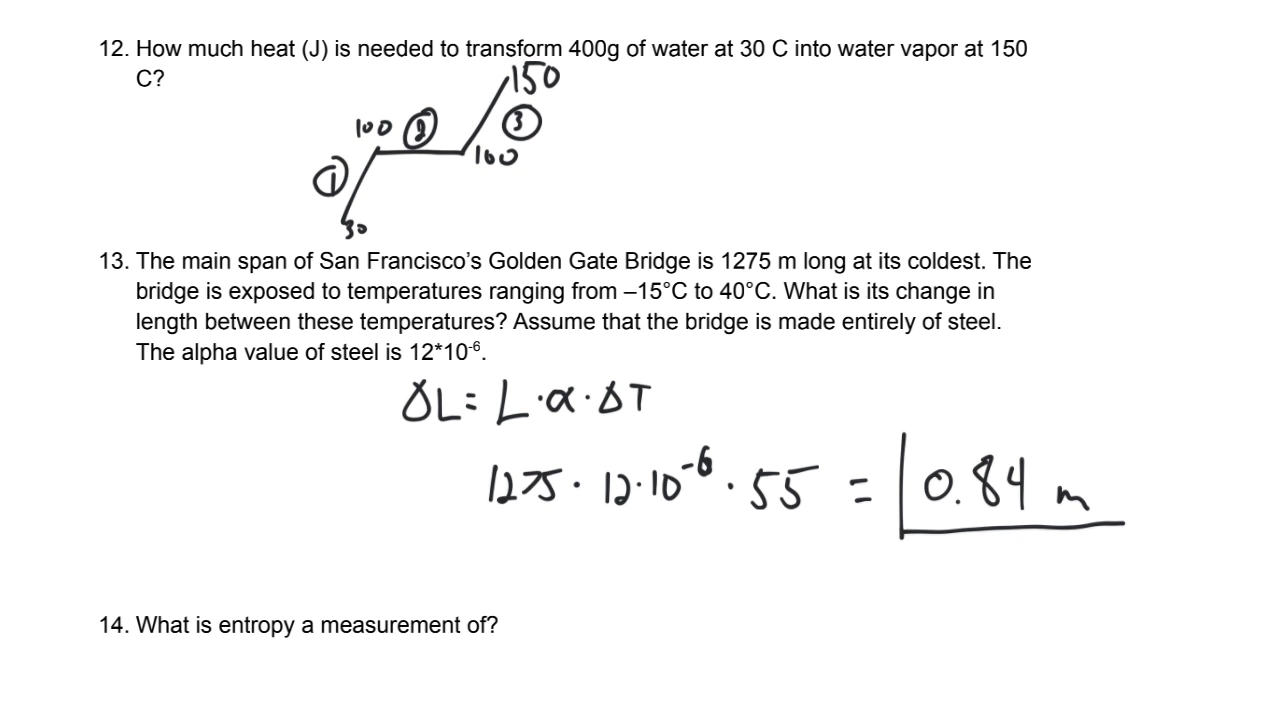 12. How much heat (J) is needed to transform 400g of water at 30 C into water vapor at 150
C?
150
100 2 3
100
1
30
13. The main span of San Francisco’s Golden Gate Bridge is 1275 m long at its coldest. The
bridge is exposed to temperatures ranging from –15°C to 40°C. What is its change in
length between these temperatures? Assume that the bridge is made entirely of steel.
The alpha value of steel is 12*10⁻⁶.
ΔL= L·α·ΔT
1275 · 12·10⁻⁶ · 55 = 0.84 m
14. What is entropy a measurement of?